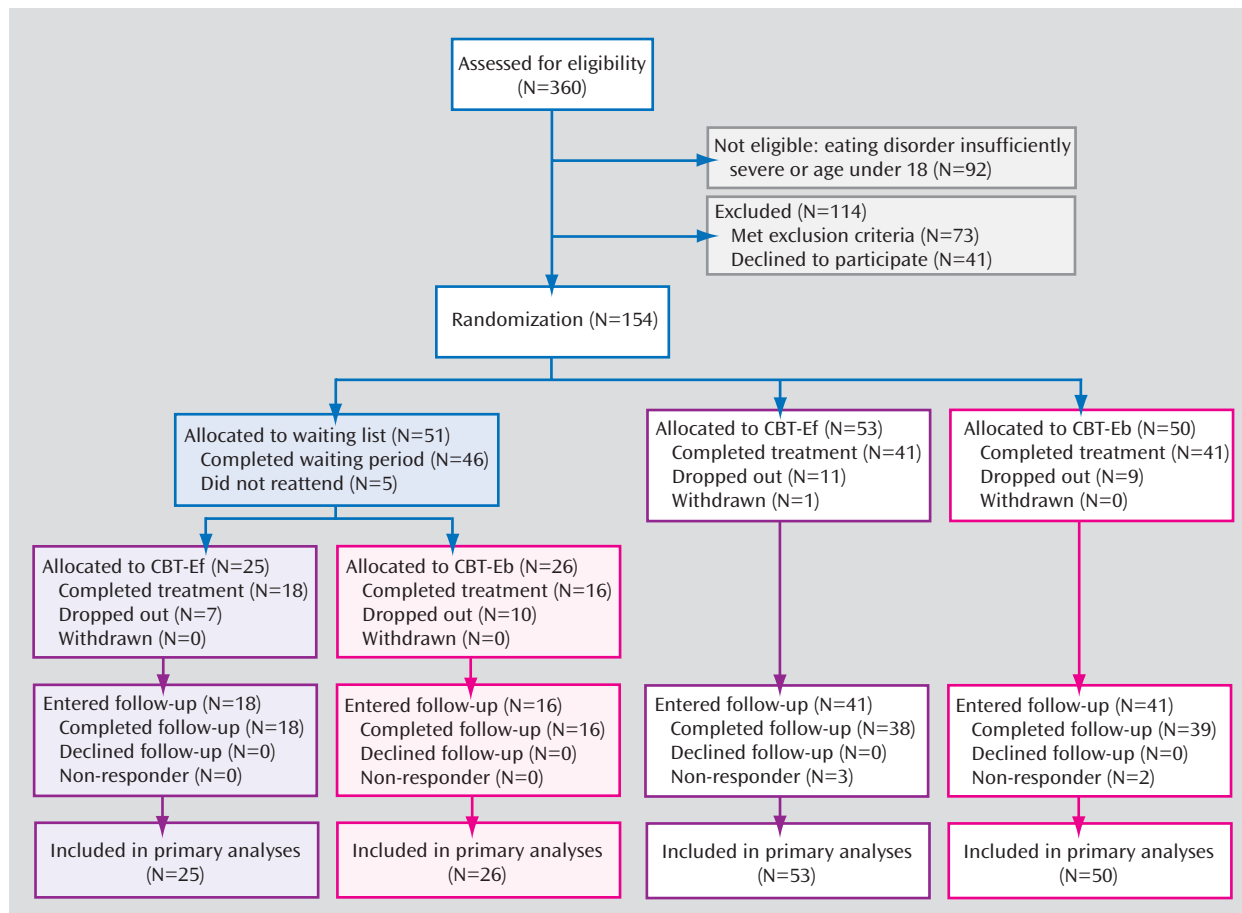 Assessed for eligibility
(N=360)
Not eligible: eating disorder insufficiently
severe or age under 18 (N=92)
Excluded (N=114)
Met exclusion criteria (N=73)
Declined to participate (N=41)
Randomization (N=154)
Allocated to waiting list (N=51)
Completed waiting period (N=46)
Did not reattend (N=5)
Allocated to CBT-Ef (N=53)
Completed treatment (N=41)
Dropped out (N=11)
Withdrawn (N=1)
Allocated to CBT-Eb (N=50)
Completed treatment (N=41)
Dropped out (N=9)
Withdrawn (N=0)
Allocated to CBT-Ef (N=25)
Completed treatment (N=18)
Dropped out (N=7)
Withdrawn (N=0)
Allocated to CBT-Eb (N=26)
Completed treatment (N=16)
Dropped out (N=10)
Withdrawn (N=0)
Entered follow-up (N=18)
Completed follow-up (N=18)
Declined follow-up (N=0)
Non-responder (N=0)
Entered follow-up (N=16)
Completed follow-up (N=16)
Declined follow-up (N=0)
Non-responder (N=0)
Entered follow-up (N=41)
Completed follow-up (N=38)
Declined follow-up (N=0)
Non-responder (N=3)
Entered follow-up (N=41)
Completed follow-up (N=39)
Declined follow-up (N=0)
Non-responder (N=2)
Included in primary analyses
(N=25)
Included in primary analyses
(N=26)
Included in primary analyses
(N=53)
Included in primary analyses
(N=50)